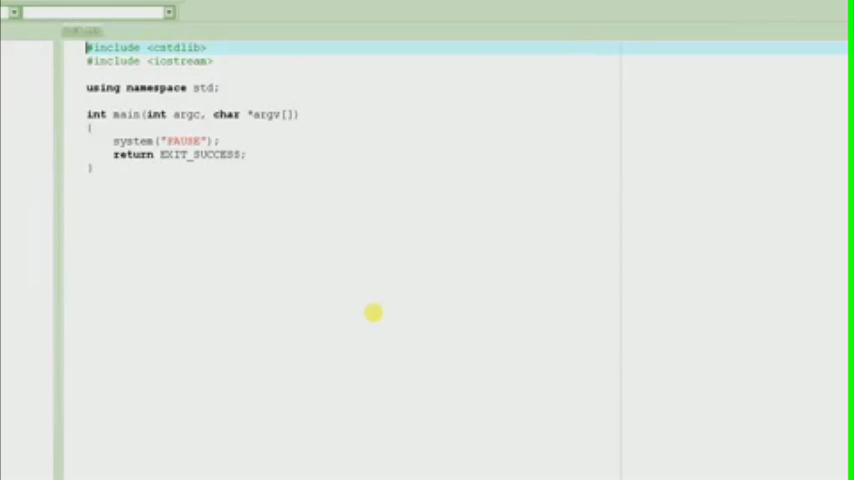 #include <cstdlib>
#include <iostream>
using namespace std;
int main(int argc, char *argv[])
{
system("PAUSE");
return EXIT_SUCCESS;
}